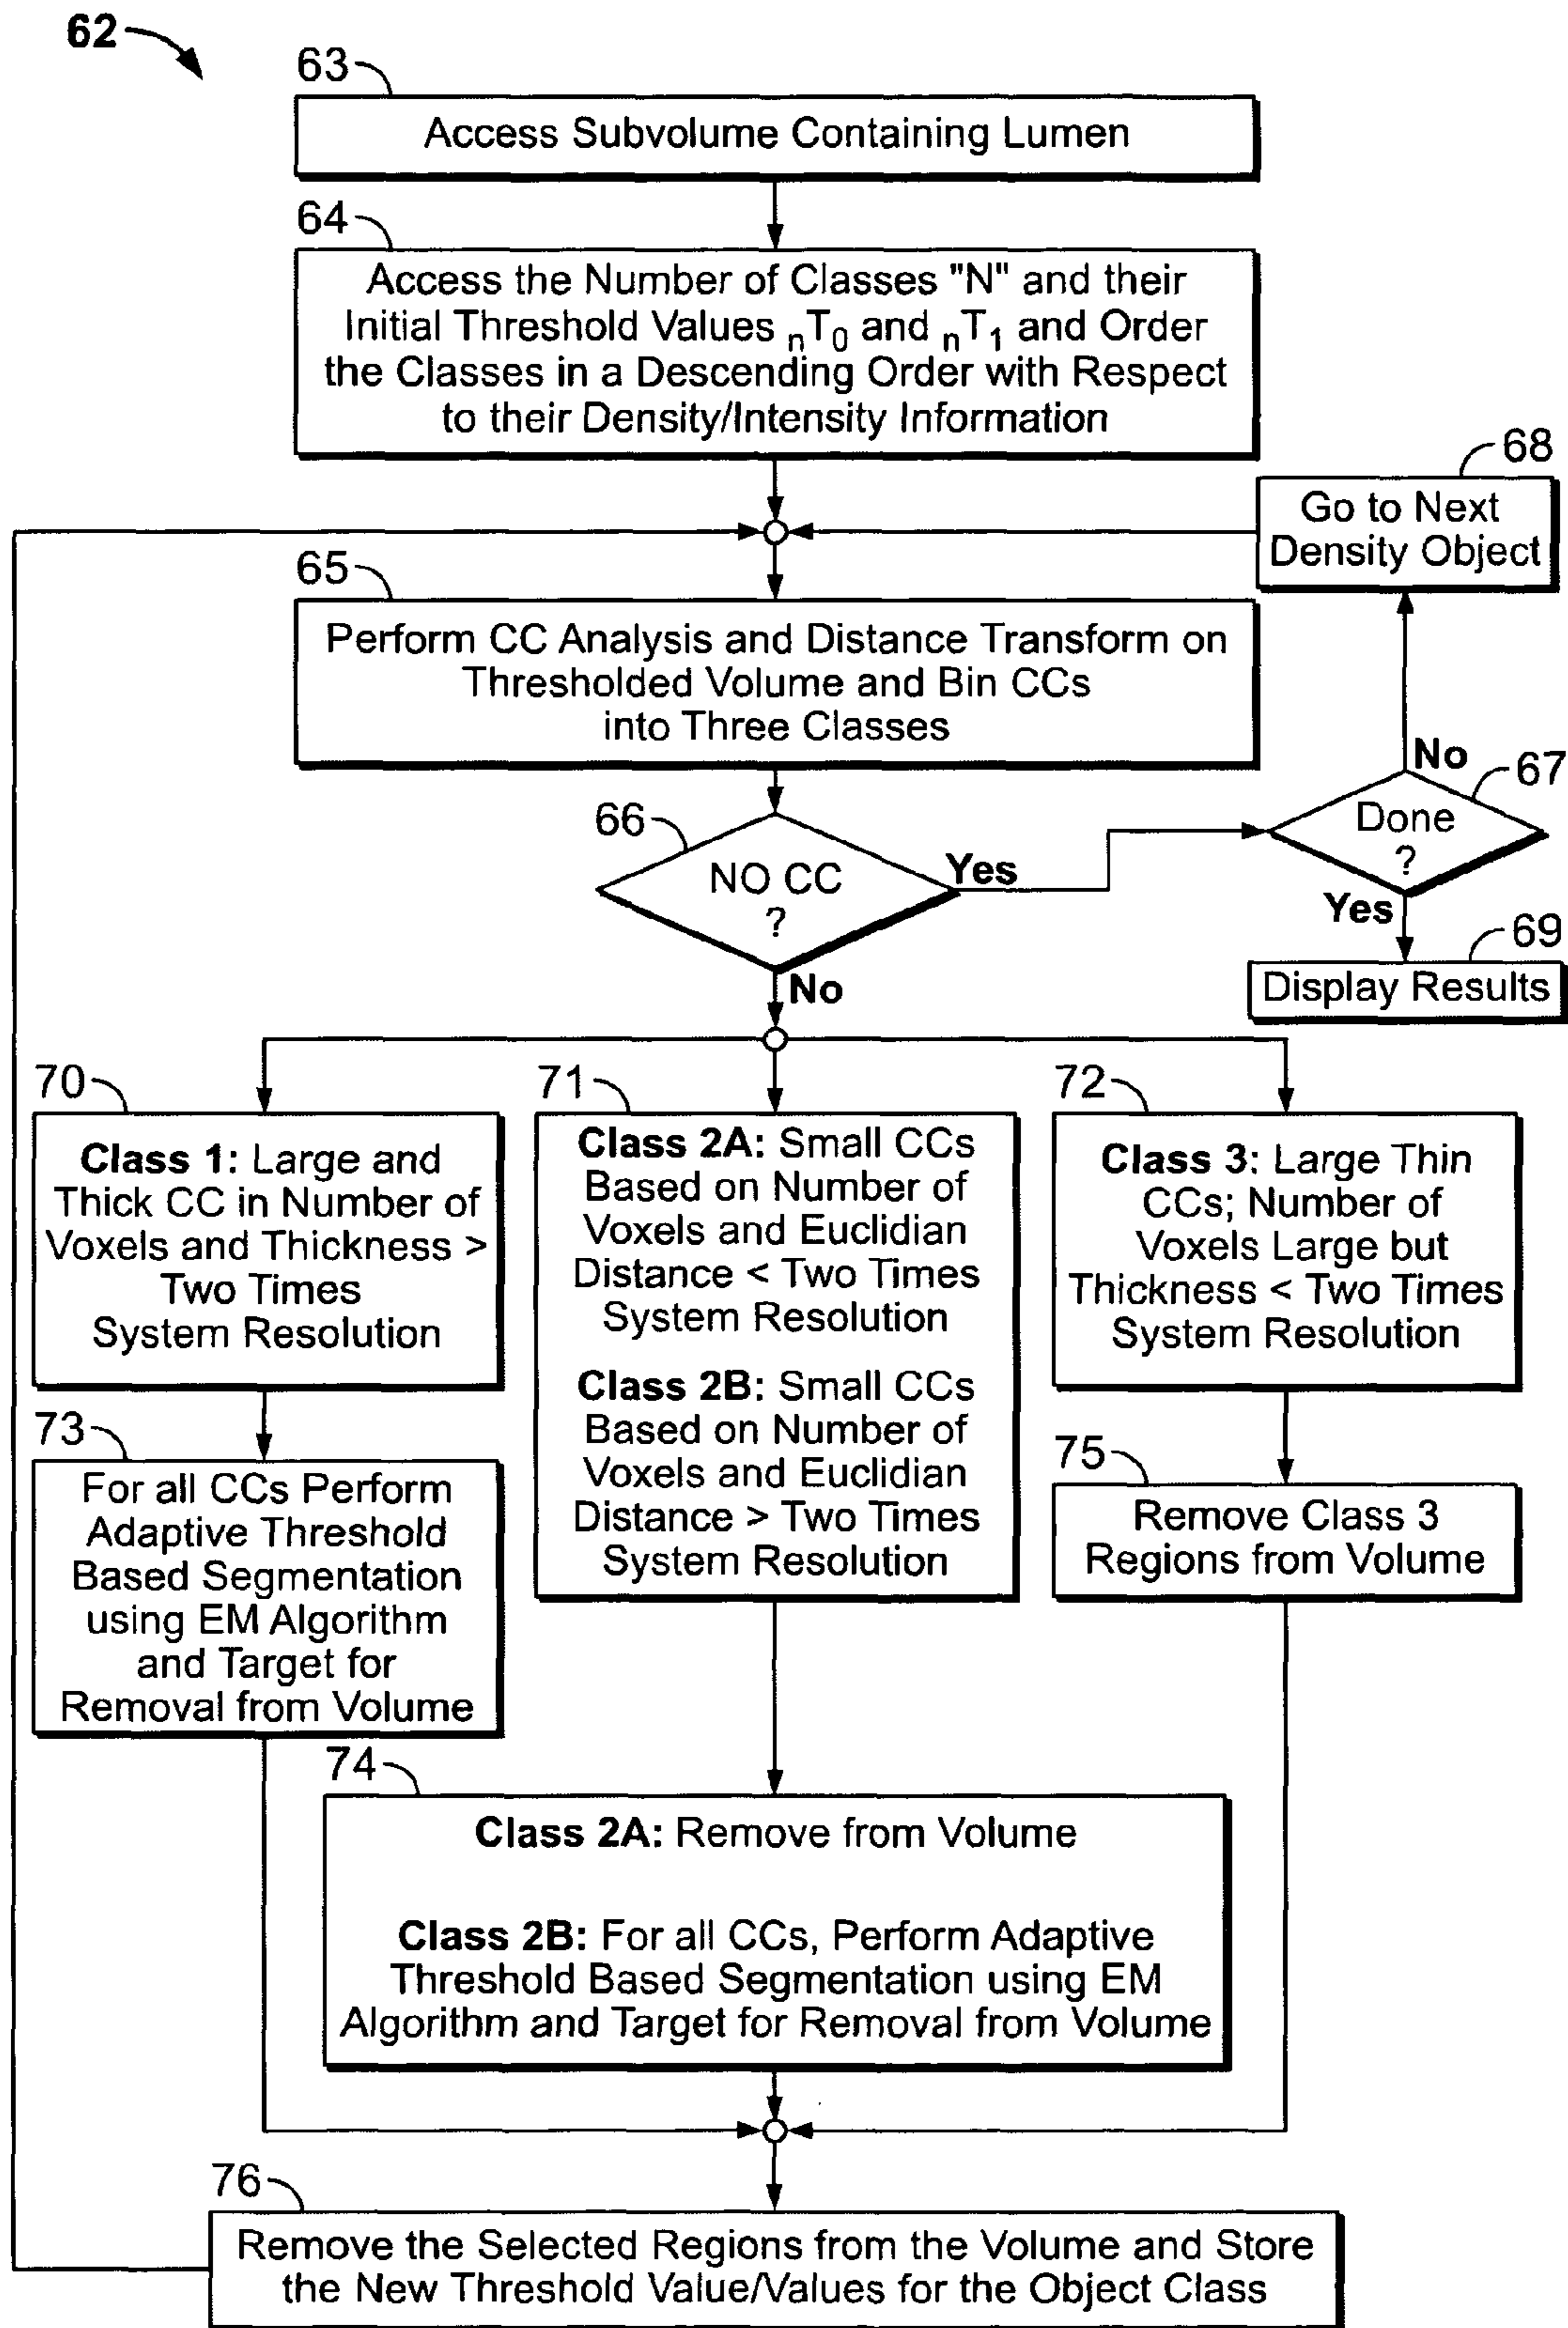 62
63
Access Subvolume Containing Lumen
64
Access the Number of Classes "N" and their
Initial Threshold Values nT0 and nT1 and Order
the Classes in a Descending Order with Respect
to their Density/Intensity Information
68
Go to Next
Density Object
65
Perform CC Analysis and Distance Transform on
Thresholded Volume and Bin CCs
into Three Classes
66
NO CC
?
Yes
No
67
Done
?
No
Yes
69
Display Results
70
Class 1: Large and
Thick CC in Number of
Voxels and Thickness >
Two Times
System Resolution
71
Class 2A: Small CCs
Based on Number of
Voxels and Euclidian
Distance < Two Times
System Resolution
Class 2B: Small CCs
Based on Number of
Voxels and Euclidian
Distance > Two Times
System Resolution
72
Class 3: Large Thin
CCs; Number of
Voxels Large but
Thickness < Two Times
System Resolution
73
For all CCs Perform
Adaptive Threshold
Based Segmentation
using EM Algorithm
and Target for
Removal from Volume
75
Remove Class 3
Regions from Volume
74
Class 2A: Remove from Volume
Class 2B: For all CCs, Perform Adaptive
Threshold Based Segmentation using EM
Algorithm and Target for Removal from Volume
76
Remove the Selected Regions from the Volume and Store
the New Threshold Value/Values for the Object Class